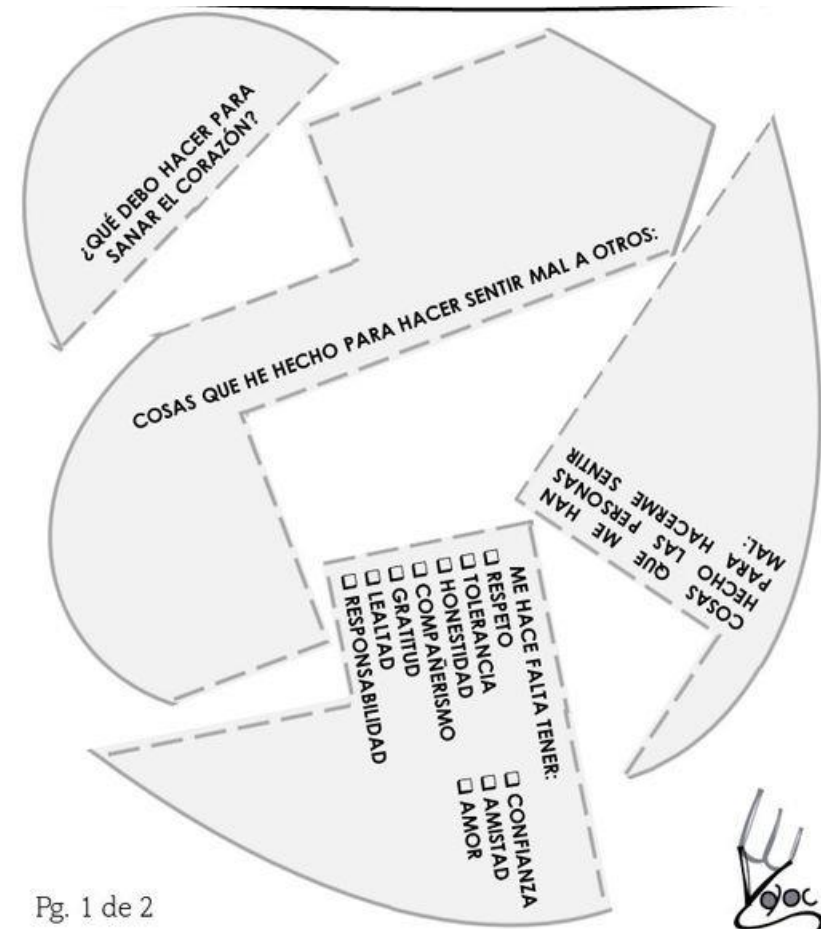 ¿QUÉ DEBO HACER PARA
SANAR EL CORAZÓN?
COSAS QUE HE HECHO PARA HACER SENTIR MAL A OTROS:
COSAS QUE ME HAN
HECHO LAS PERSONAS
PARA HACERME SENTIR
MAL:
ME HACE FALTA TENER:
❏ RESPETO
❏ TOLERANCIA
❏ HONESTIDAD
❏ COMPAÑERISMO
❏ GRATITUD
❏ LEALTAD
❏ RESPONSABILIDAD
❏ CONFIANZA
❏ AMISTAD
❏ AMOR
Pg. 1 de 2